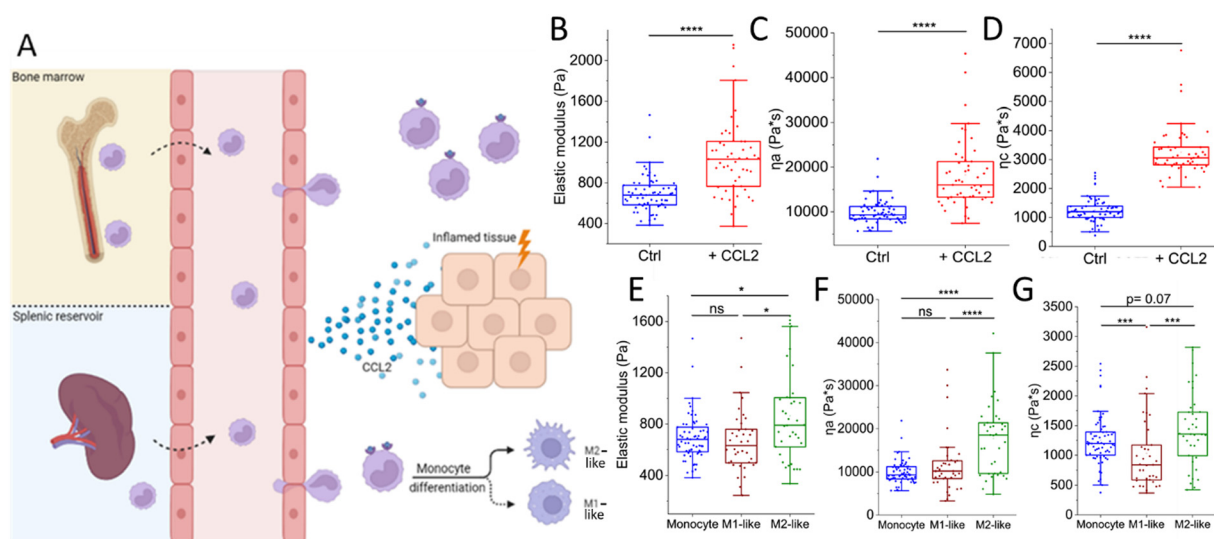 A
Bone marrow
Splenic reservoir
Inflamed tissue
CCL2
Monocyte
differentiation
M2-
like
M1-
like
B
****
Elastic modulus (Pa)
2000
1600
1200
800
400
Ctrl
+ CCL2
C
****
ηa (Pa*s)
50000
40000
30000
20000
10000
Ctrl
+ CCL2
D
****
ηc (Pa*s)
7000
6000
5000
4000
3000
2000
1000
0
Ctrl
+ CCL2
E
*
ns
*
Elastic modulus (Pa)
1600
1200
800
400
Monocyte
M1-like
M2-like
F
****
ns
****
ηa (Pa*s)
50000
40000
30000
20000
10000
0
Monocyte
M1-like
M2-like
G
p= 0.07
***
***
ηc (Pa*s)
3500
3000
2500
2000
1500
1000
500
0
Monocyte
M1-like
M2-like